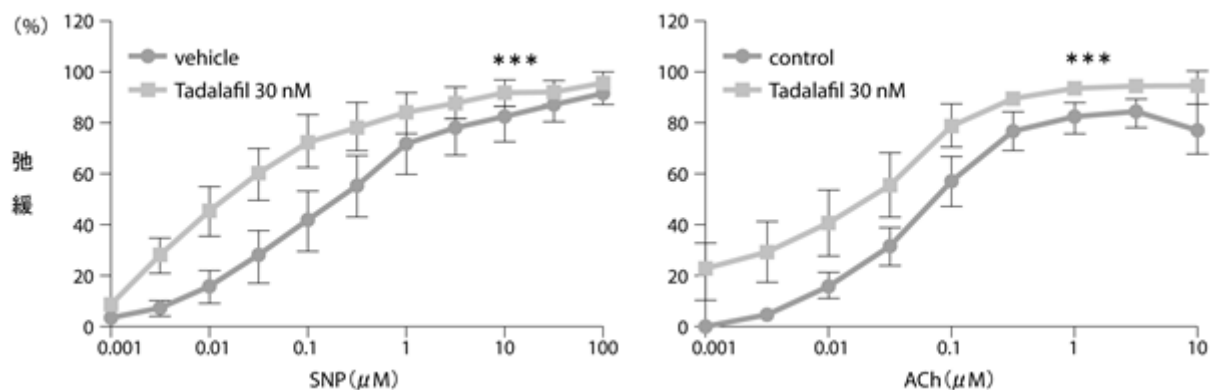 (%)
120
100
80
60
40
20
0
弛
緩
vehicle
Tadalafil 30 nM
***
0.001 0.01 0.1 1 10 100
SNP(μM)
120
100
80
60
40
20
0
control
Tadalafil 30 nM
***
0.001 0.01 0.1 1 10
ACh(μM)